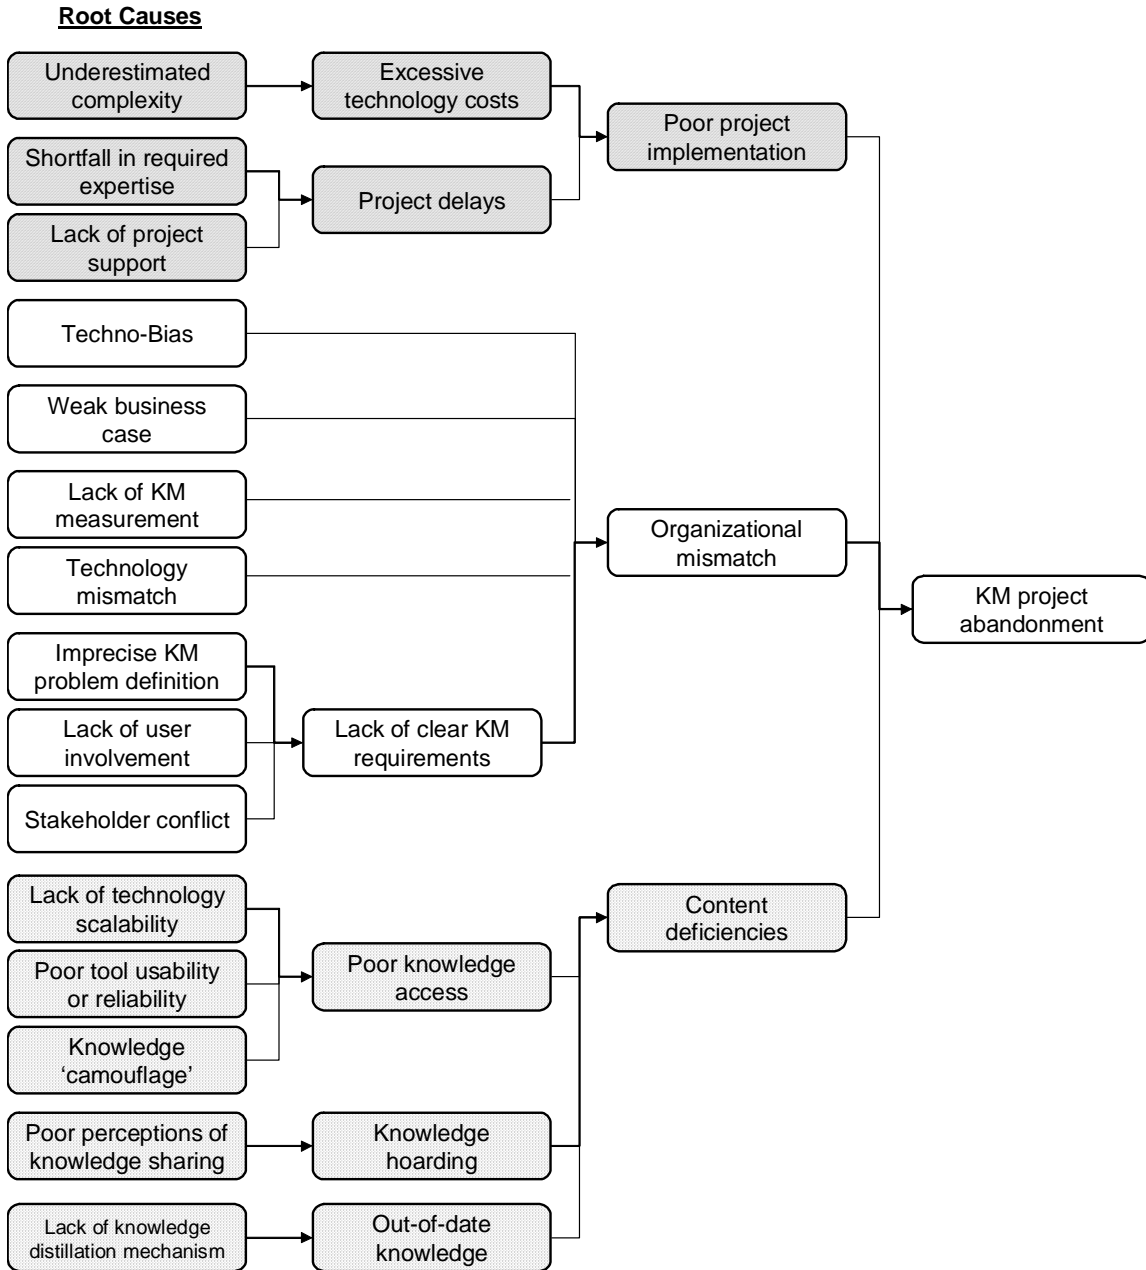 Root Causes
Underestimated
complexity
Excessive
technology costs
Poor project
implementation
Shortfall in required
expertise
Project delays
Lack of project
support
Techno-Bias
Weak business
case
Lack of KM
measurement
Organizational
mismatch
Technology
mismatch
KM project
abandonment
Imprecise KM
problem definition
Lack of user
involvement
Lack of clear KM
requirements
Stakeholder conflict
Lack of technology
scalability
Content
deficiencies
Poor tool usability
or reliability
Poor knowledge
access
Knowledge
‘camouflage’
Poor perceptions of
knowledge sharing
Knowledge
hoarding
Lack of knowledge
distillation mechanism
Out-of-date
knowledge